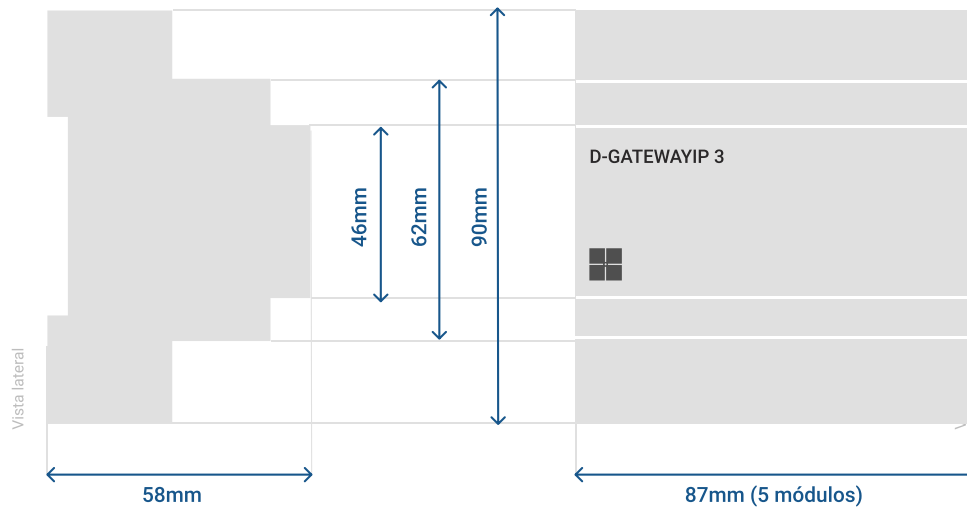 D-GATEWAYIP 3
46mm
62mm
90mm
Vista lateral
58mm
87mm (5 módulos)